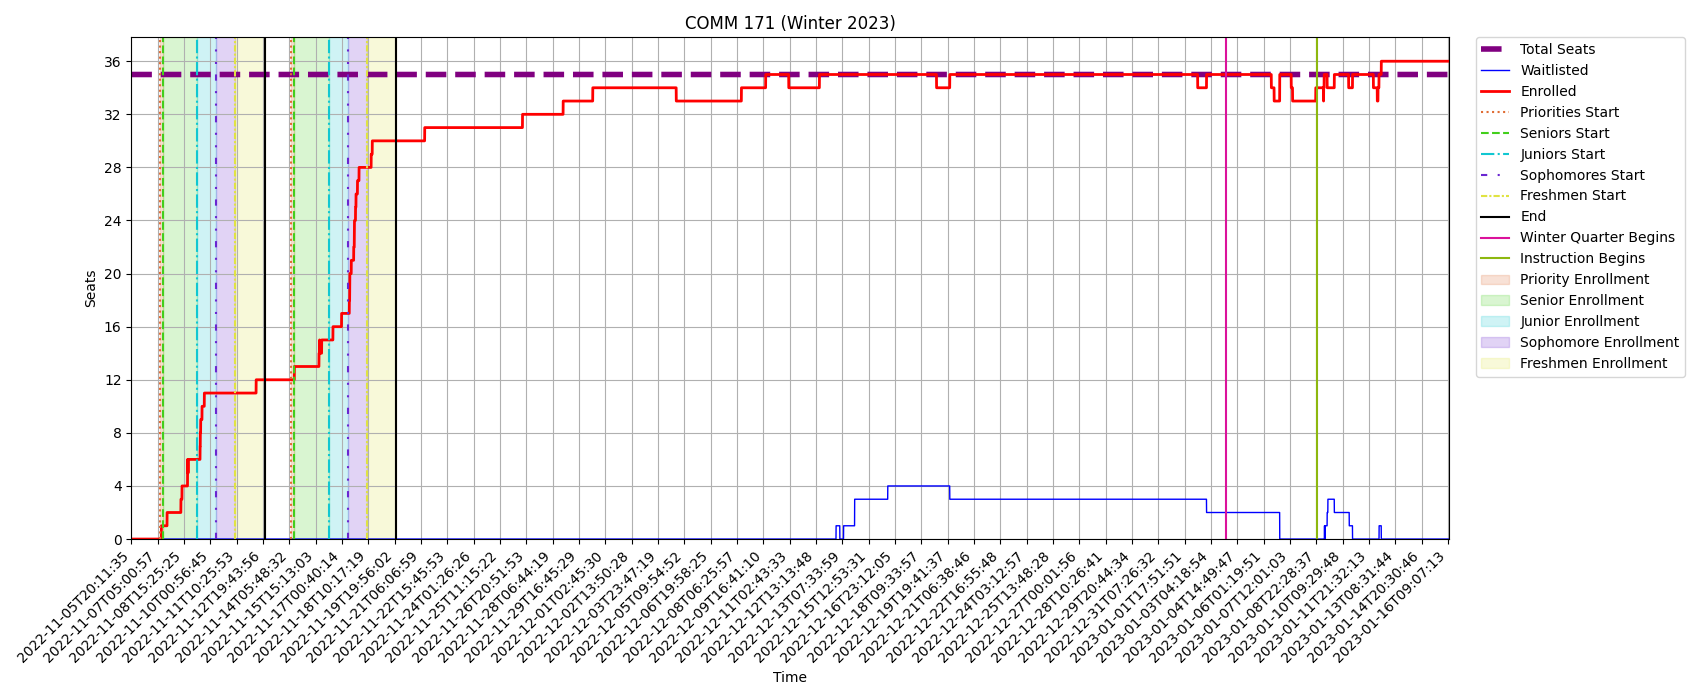 COMM 171 (Winter 2023)
Seats
36
32
28
24
20
16
12
8
4
0
2022-11-05T20:11:35
2022-11-07T05:00:57
2022-11-08T15:25:25
2022-11-10T00:56:45
2022-11-11T10:25:53
2022-11-12T19:43:56
2022-11-14T05:48:32
2022-11-15T15:13:03
2022-11-17T00:40:14
2022-11-18T10:17:19
2022-11-19T19:56:02
2022-11-21T06:06:59
2022-11-22T15:45:53
2022-11-24T01:26:26
2022-11-25T11:15:22
2022-11-26T20:51:53
2022-11-28T06:44:19
2022-11-29T16:45:29
2022-12-01T02:45:30
2022-12-02T13:50:28
2022-12-03T23:47:19
2022-12-05T09:54:52
2022-12-06T19:58:25
2022-12-08T06:25:57
2022-12-09T16:41:10
2022-12-11T02:43:33
2022-12-12T13:13:48
2022-12-13T07:33:59
2022-12-15T12:53:31
2022-12-16T23:12:05
2022-12-18T09:33:57
2022-12-19T19:41:37
2022-12-21T06:38:46
2022-12-22T16:55:48
2022-12-24T03:12:57
2022-12-25T13:48:28
2022-12-27T00:01:56
2022-12-28T10:26:41
2022-12-29T20:44:34
2022-12-31T07:26:32
2023-01-01T17:51:51
2023-01-03T04:18:54
2023-01-04T14:49:47
2023-01-06T01:19:51
2023-01-07T12:01:03
2023-01-08T22:28:37
2023-01-10T09:29:48
2023-01-11T21:32:13
2023-01-13T08:31:44
2023-01-14T20:30:46
2023-01-16T09:07:13
Time
Total Seats
Waitlisted
Enrolled
Priorities Start
Seniors Start
Juniors Start
Sophomores Start
Freshmen Start
End
Winter Quarter Begins
Instruction Begins
Priority Enrollment
Senior Enrollment
Junior Enrollment
Sophomore Enrollment
Freshmen Enrollment